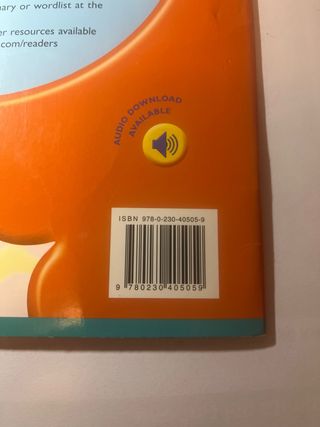 ary or wordlist at the
er resources available
.com/readers
AUDIO DOWNLOAD
AVAILABLE
ISBN 978-0-230-40505-9
9 780230 405059